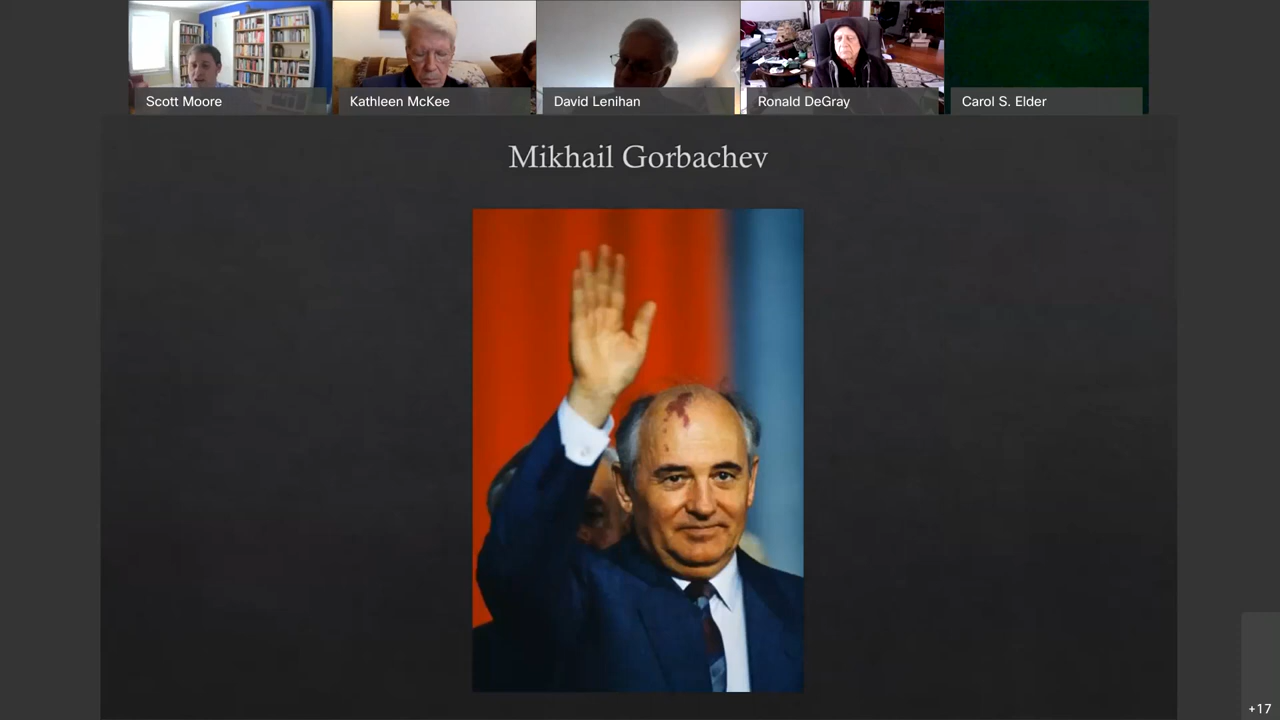 Scott Moore
Kathleen McKee
David Lenihan
Ronald DeGray
Carol S. Elder
Mikhail Gorbachev
+17